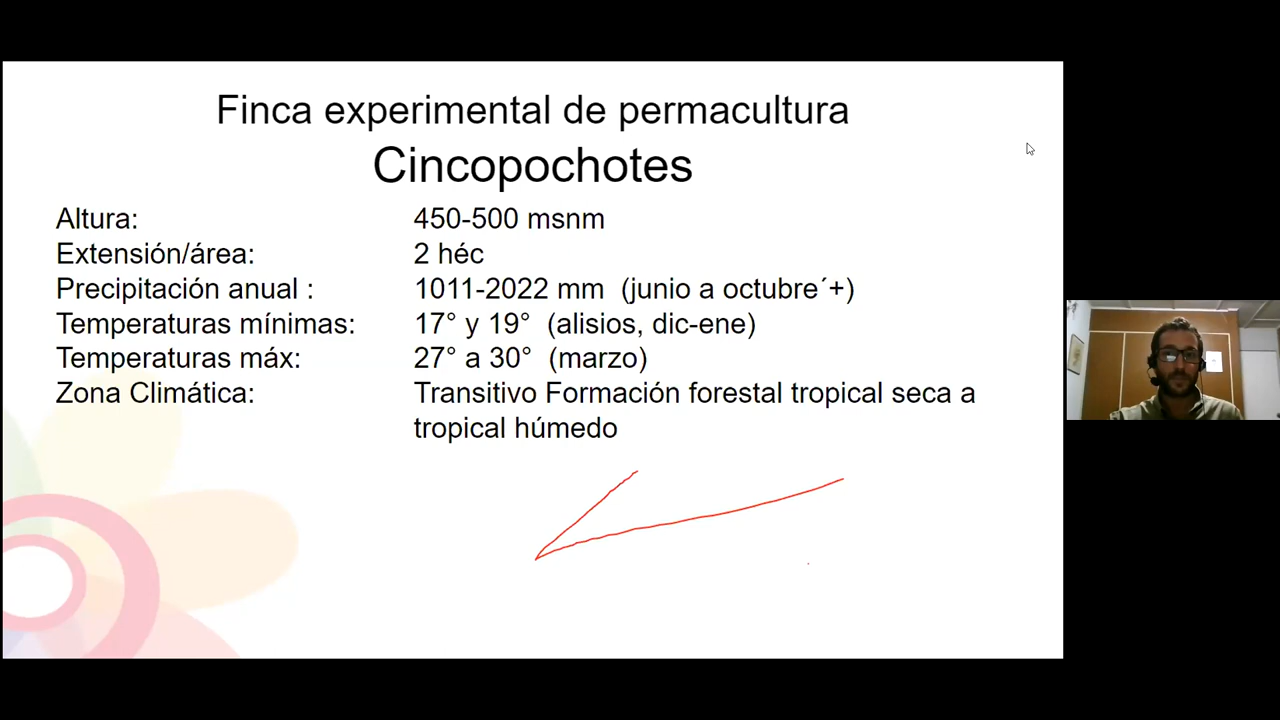 Finca experimental de permacultura
Cincopochotes
Altura: 450-500 msnm
Extensión/área: 2 héc
Precipitación anual : 1011-2022 mm (junio a octubre´+)
Temperaturas mínimas: 17° y 19° (alisios, dic-ene)
Temperaturas máx: 27° a 30° (marzo)
Zona Climática: Transitivo Formación forestal tropical seca a
tropical húmedo